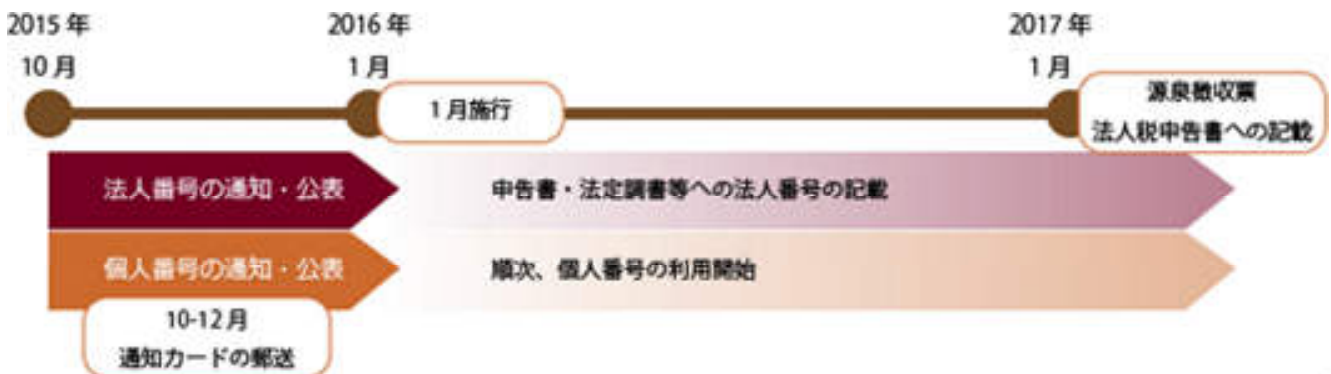 2015年
10月
2016年
1月
2017年
1月
1月施行
源泉徴収票
法人税申告書への記載
法人番号の通知・公表
申告書・法定調書等への法人番号の記載
個人番号の通知・公表
順次、個人番号の利用開始
10-12月
通知カードの郵送